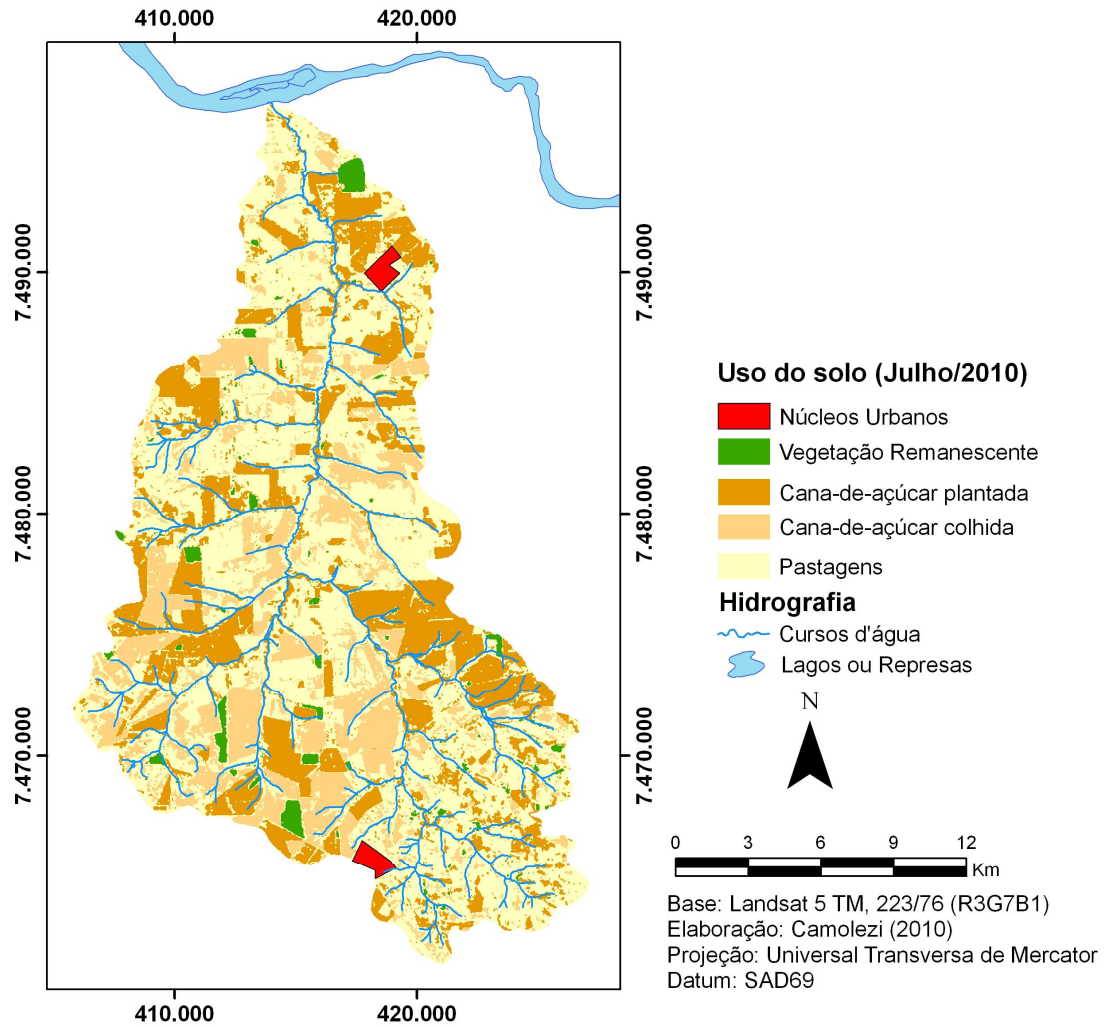 410.000
420.000
7.490.000
7.480.000
7.470.000
7.490.000
7.480.000
7.470.000
410.000
420.000
Uso do solo (Julho/2010)
Núcleos Urbanos
Vegetação Remanescente
Cana-de-açúcar plantada
Cana-de-açúcar colhida
Pastagens
Hidrografia
Cursos d'água
Lagos ou Represas
N
0 3 6 9 12
Km
Base: Landsat 5 TM, 223/76 (R3G7B1)
Elaboração: Camolezi (2010)
Projeção: Universal Transversa de Mercator
Datum: SAD69